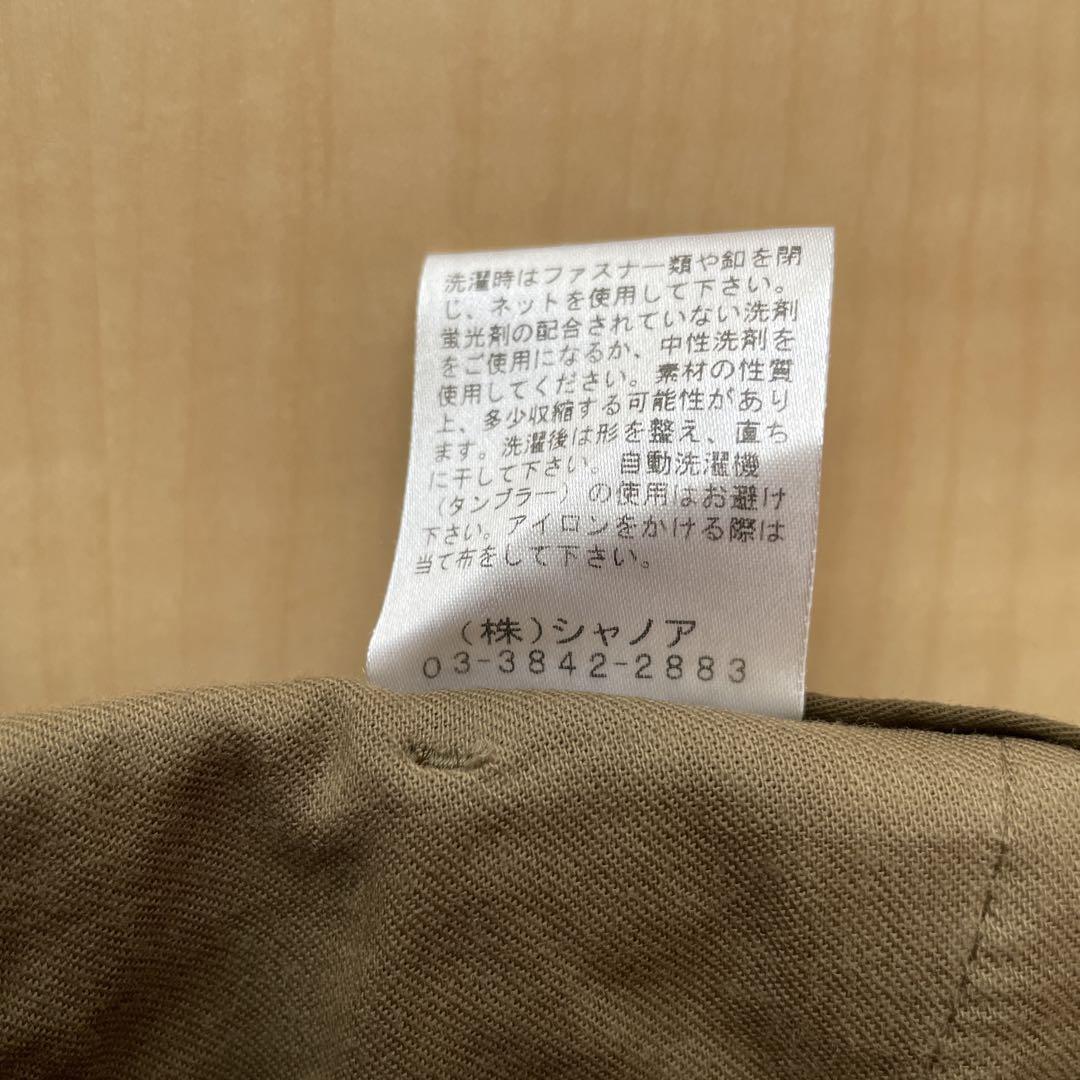 洗濯時はファスナー類や釦を閉
じ、ネットを使用して下さい。
蛍光剤の配合されていない洗剤
をご使用になるか、中性洗剤を
使用してください。素材の性質
上、多少収縮する可能性があり
ます。洗濯後は形を整え、直ち
に干して下さい。自動洗濯機
(タンブラー)の使用はお避け
下さい。アイロンをかける際は
当て布をして下さい。
(株)シャノア
03-3842-2883